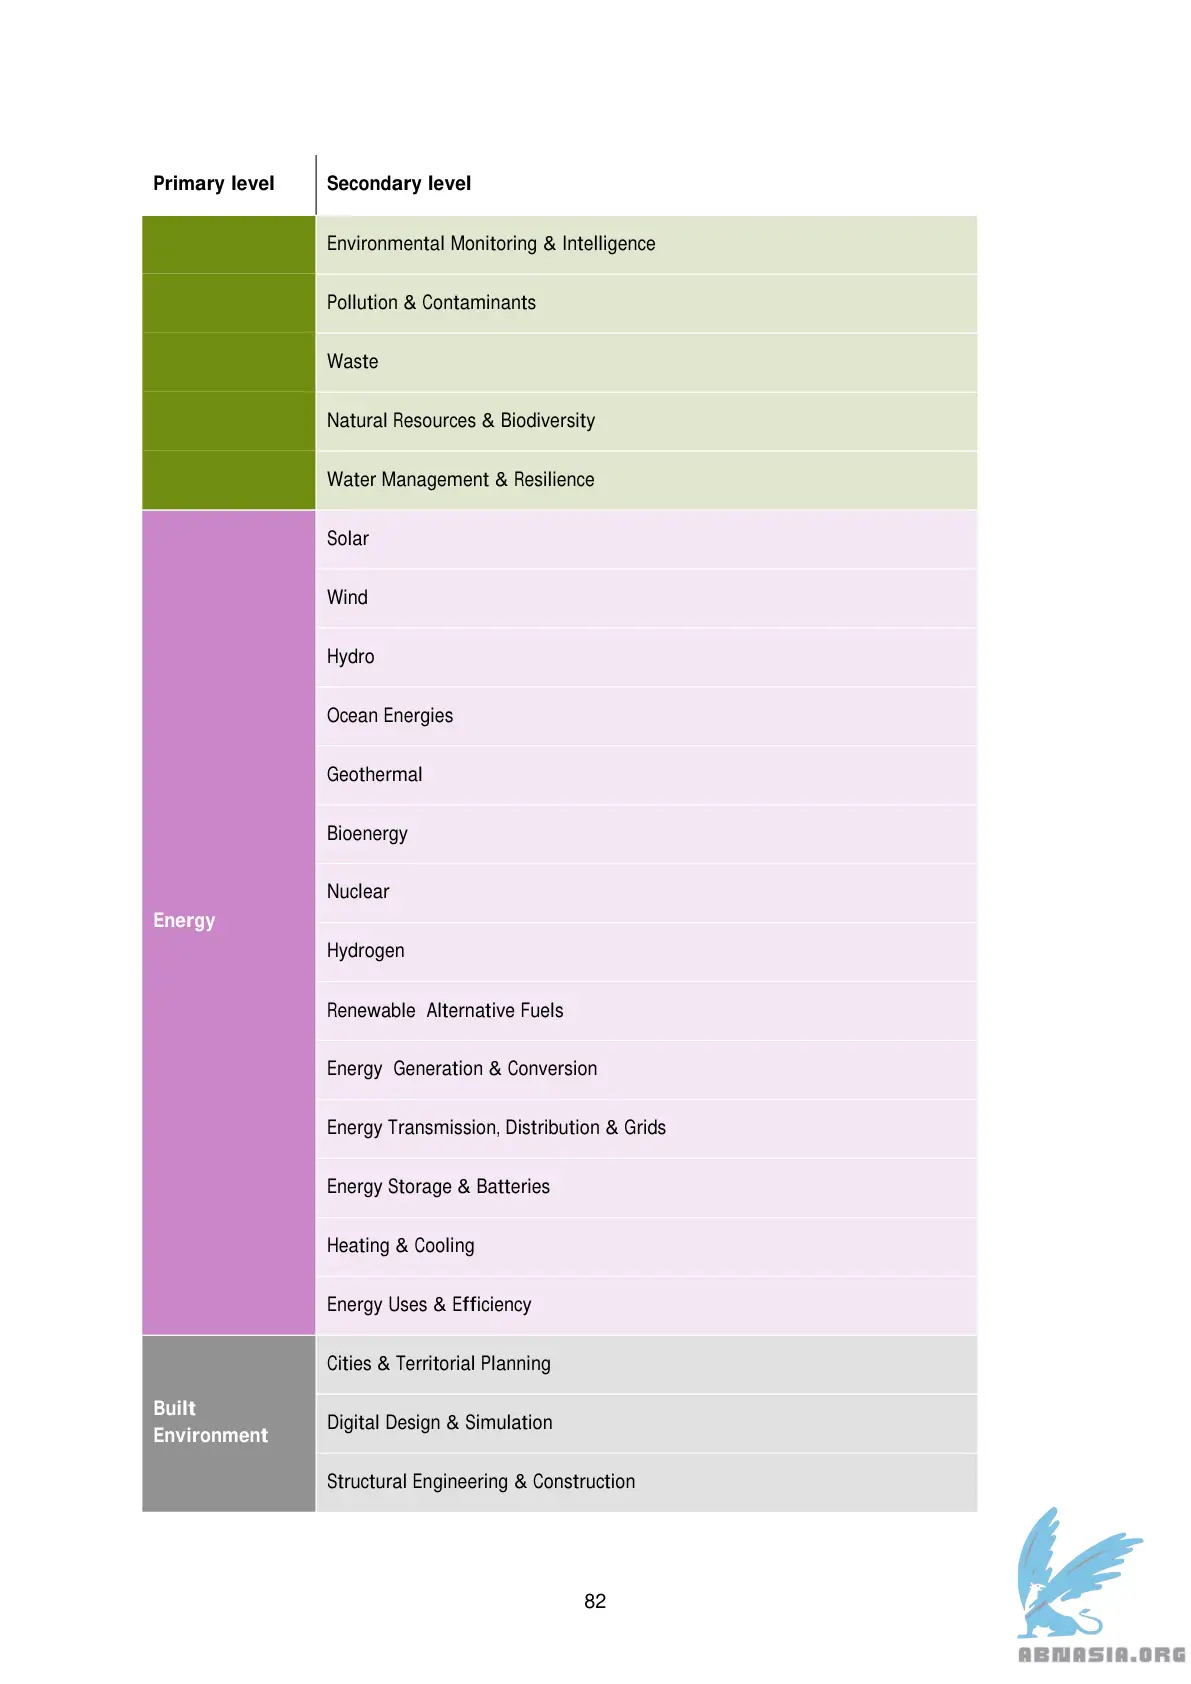 Primary level Secondary level
Environmental Monitoring & Intelligence
Pollution & Contaminants
Waste
Natural Resources & Biodiversity
Water Management & Resilience
Solar
Wind
Hydro
Ocean Energies
Geothermal
Bioenergy
Nuclear
Energy
Hydrogen
Renewable  Alternative Fuels
Energy  Generation & Conversion
Energy Transmission, Distribution & Grids
Energy Storage & Batteries
Heating & Cooling
Energy Uses & Efficiency
Cities & Territorial Planning
Built
Environment
Digital Design & Simulation
Structural Engineering & Construction
82
ABNASIA.ORG